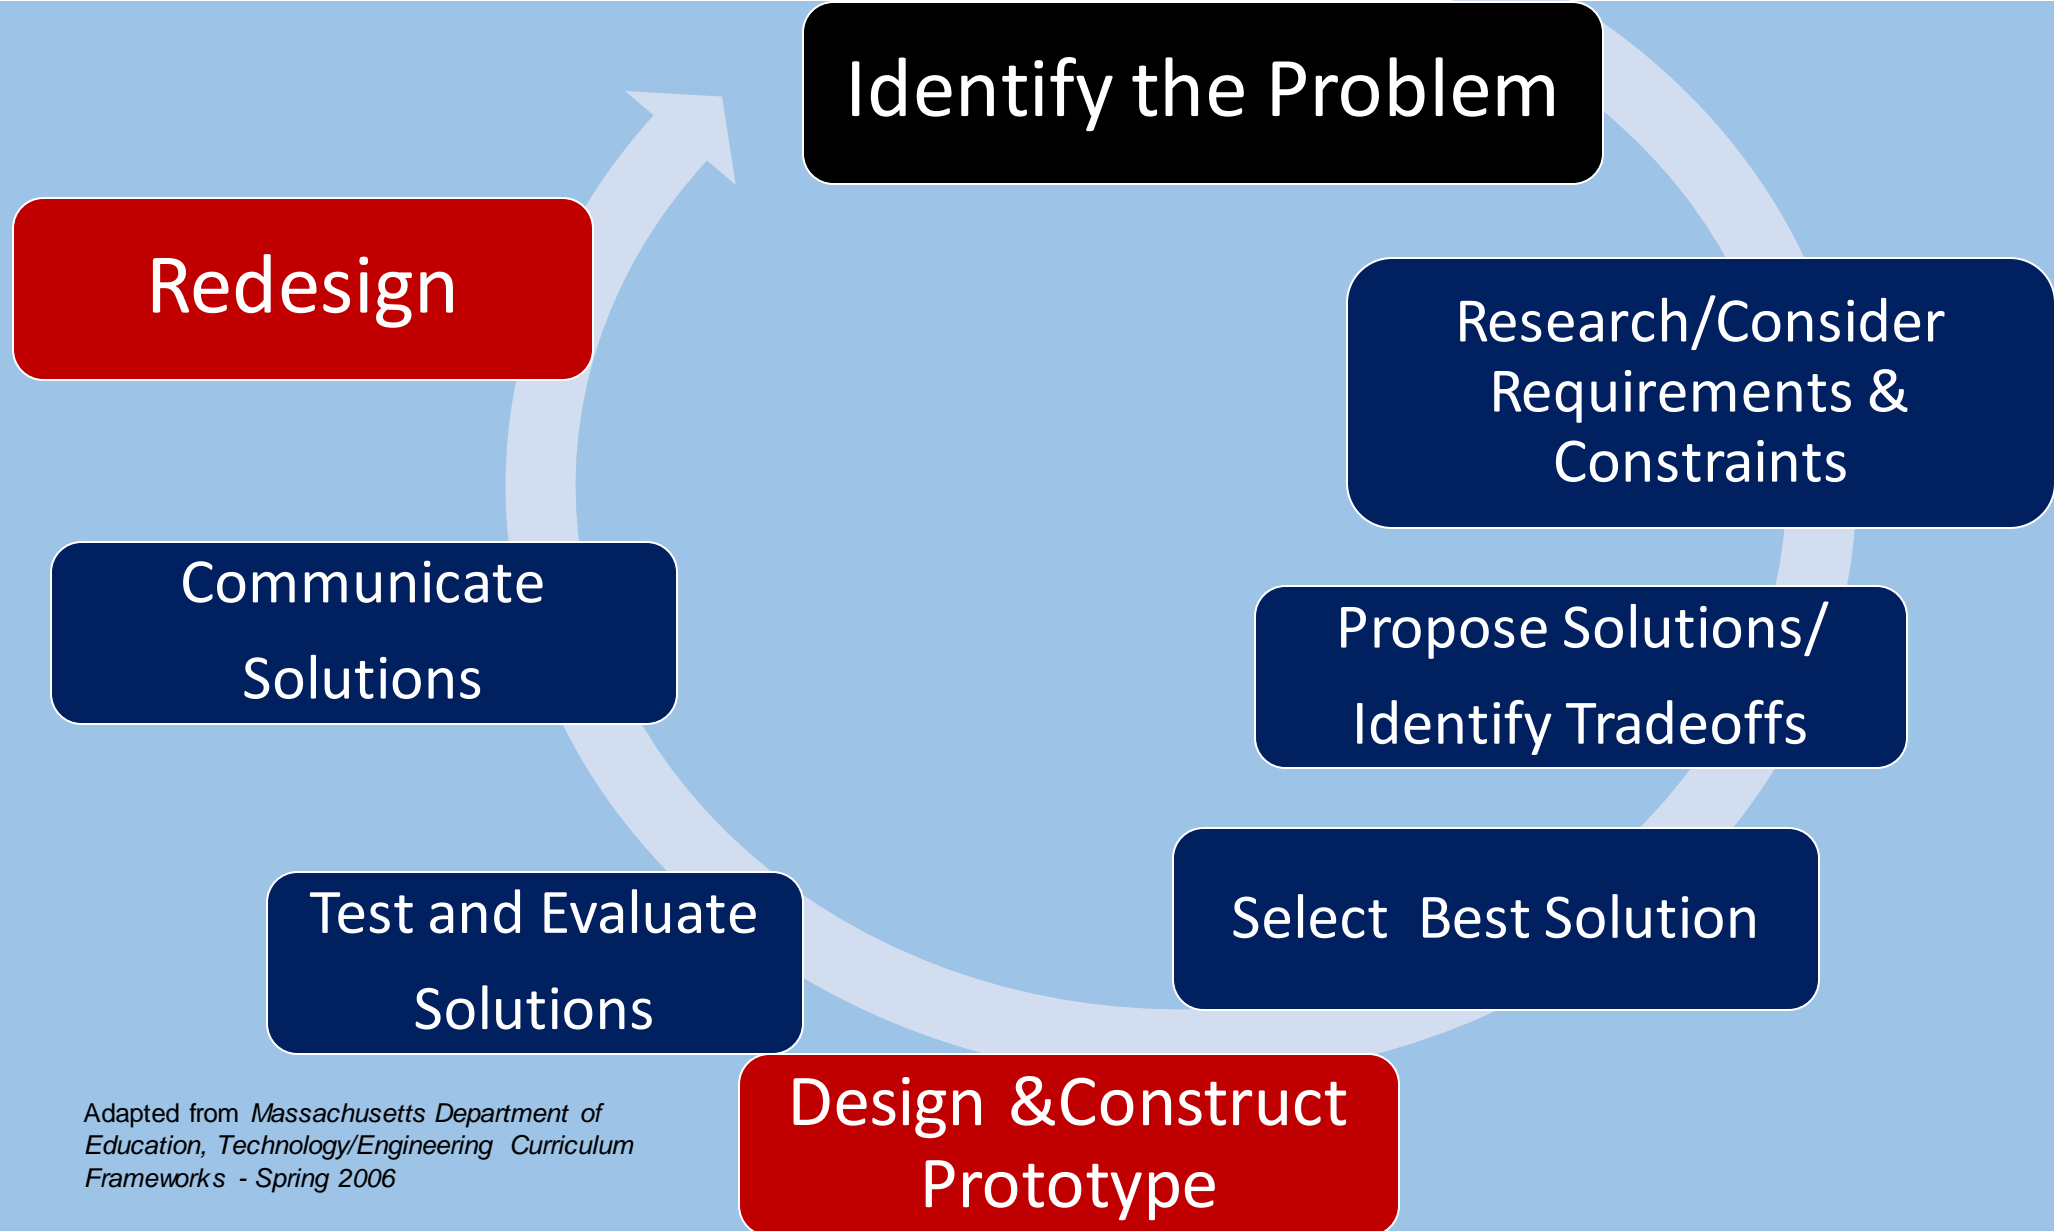 Identify the Problem
Research/Consider
Requirements &
Constraints
Propose Solutions/
Identify Tradeoffs
Select  Best Solution
Design &Construct
Prototype
Test and Evaluate
Solutions
Communicate
Solutions
Redesign
Adapted from Massachusetts Department of
Education, Technology/Engineering Curriculum
Frameworks - Spring 2006